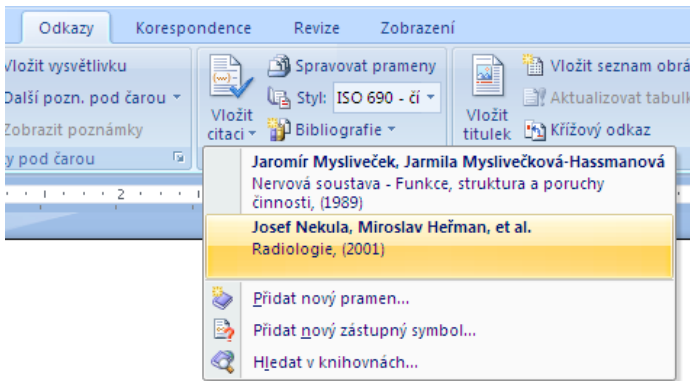 Odkazy Korespondence Revize Zobrazení
Vložit vysvětlivku
Další pozn. pod čarou
Zobrazit poznámky
y pod čarou
Vložit citaci
Spravovat prameny
Styl: ISO 690 - čí
Bibliografie
Vložit titulek
Vložit seznam obrá
Aktualizovat tabulk
Křížový odkaz
2
Jaromír Mysliveček, Jarmila Myslivečková-Hassmanová
Nervová soustava - Funkce, struktura a poruchy
činnosti, (1989)
Josef Nekula, Miroslav Heřman, et al.
Radiologie, (2001)
Přidat nový pramen...
Přidat nový zástupný symbol...
Hledat v knihovnách...